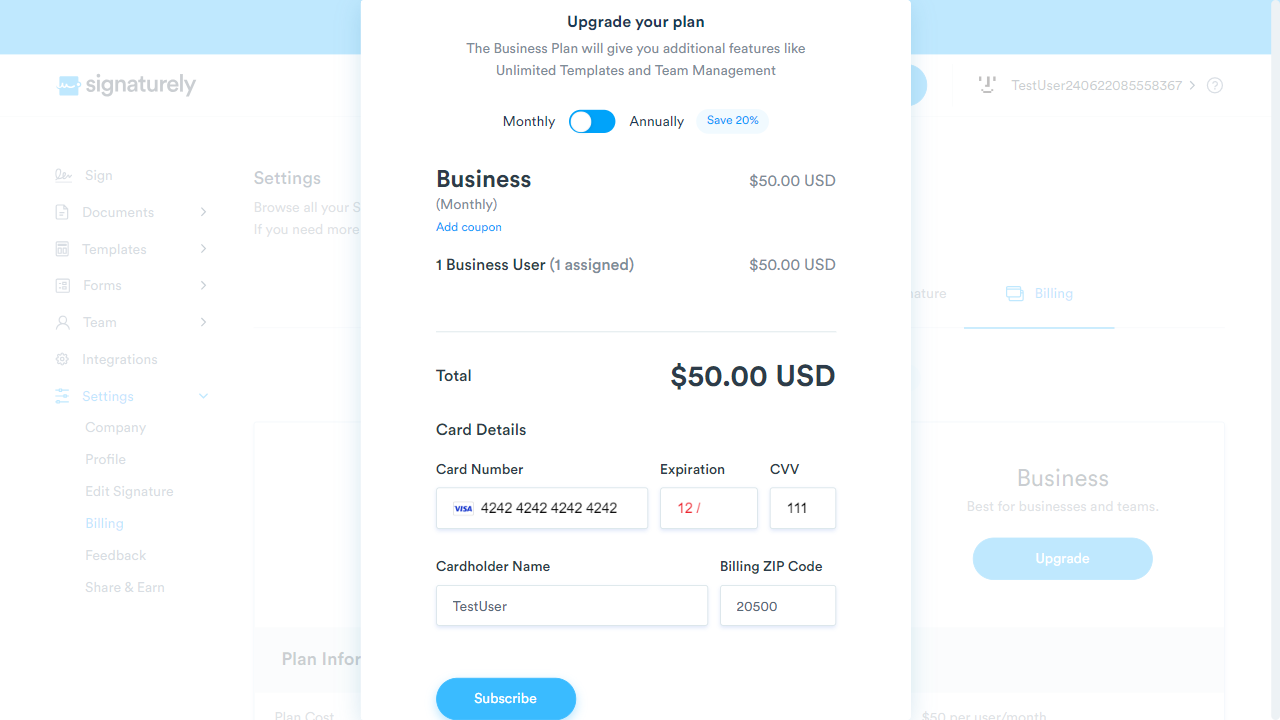 Upgrade your plan
The Business Plan will give you additional features like
Unlimited Templates and Team Management
Monthly Annually Save 20%
Business $50.00 USD
(Monthly)
Add coupon
1 Business User (1 assigned) $50.00 USD
Total $50.00 USD
Card Details
Card Number Expiration CVV
VISA 4242 4242 4242 4242 12 / 111
Cardholder Name Billing ZIP Code
TestUser 20500
Subscribe
signaturely
TestUser240622085558367
Sign
Documents
Templates
Forms
Team
Integrations
Settings
Company
Profile
Edit Signature
Billing
Feedback
Share & Earn
Settings
Browse all your S
If you need more
nature Billing
Business
Best for businesses and teams.
Upgrade
Plan Infor
Plan Cost $50 per user/month